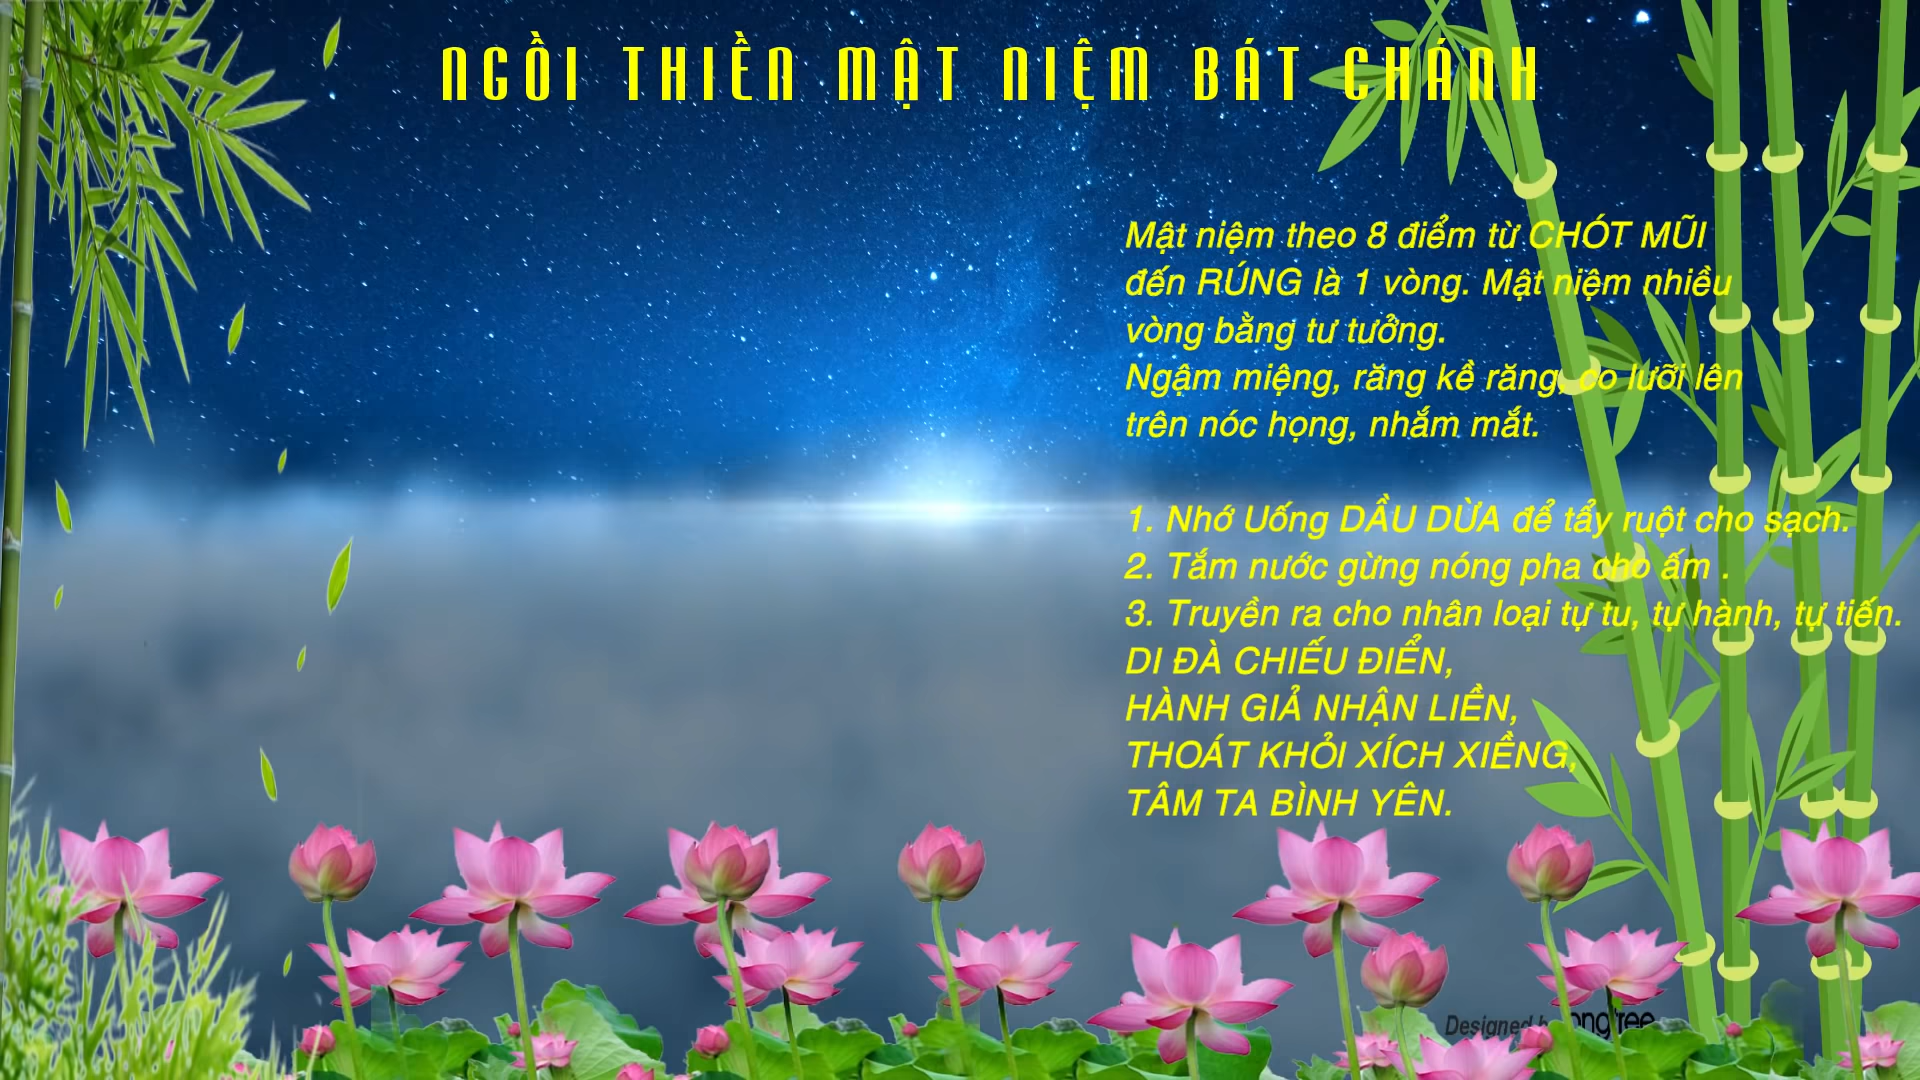 NGỒI THIỀN MẬT NIỆM BÁT CHÁNH
Mật niệm theo 8 điểm từ CHÓT MŨI
đến RÚNG là 1 vòng. Mật niệm nhiều
vòng bằng tư tưởng.
Ngậm miệng, răng kề răng, co lưỡi lên
trên nóc họng, nhắm mắt.
1. Nhớ Uống DẦU DỪA để tẩy ruột cho sạch.
2. Tắm nước gừng nóng pha cho ấm .
3. Truyền ra cho nhân loại tự tu, tự hành, tự tiến.
DI ĐÀ CHIẾU ĐIỂN,
HÀNH GIẢ NHẬN LIỀN,
THOÁT KHỎI XÍCH XIỀNG,
TÂM TA BÌNH YÊN.
Designed